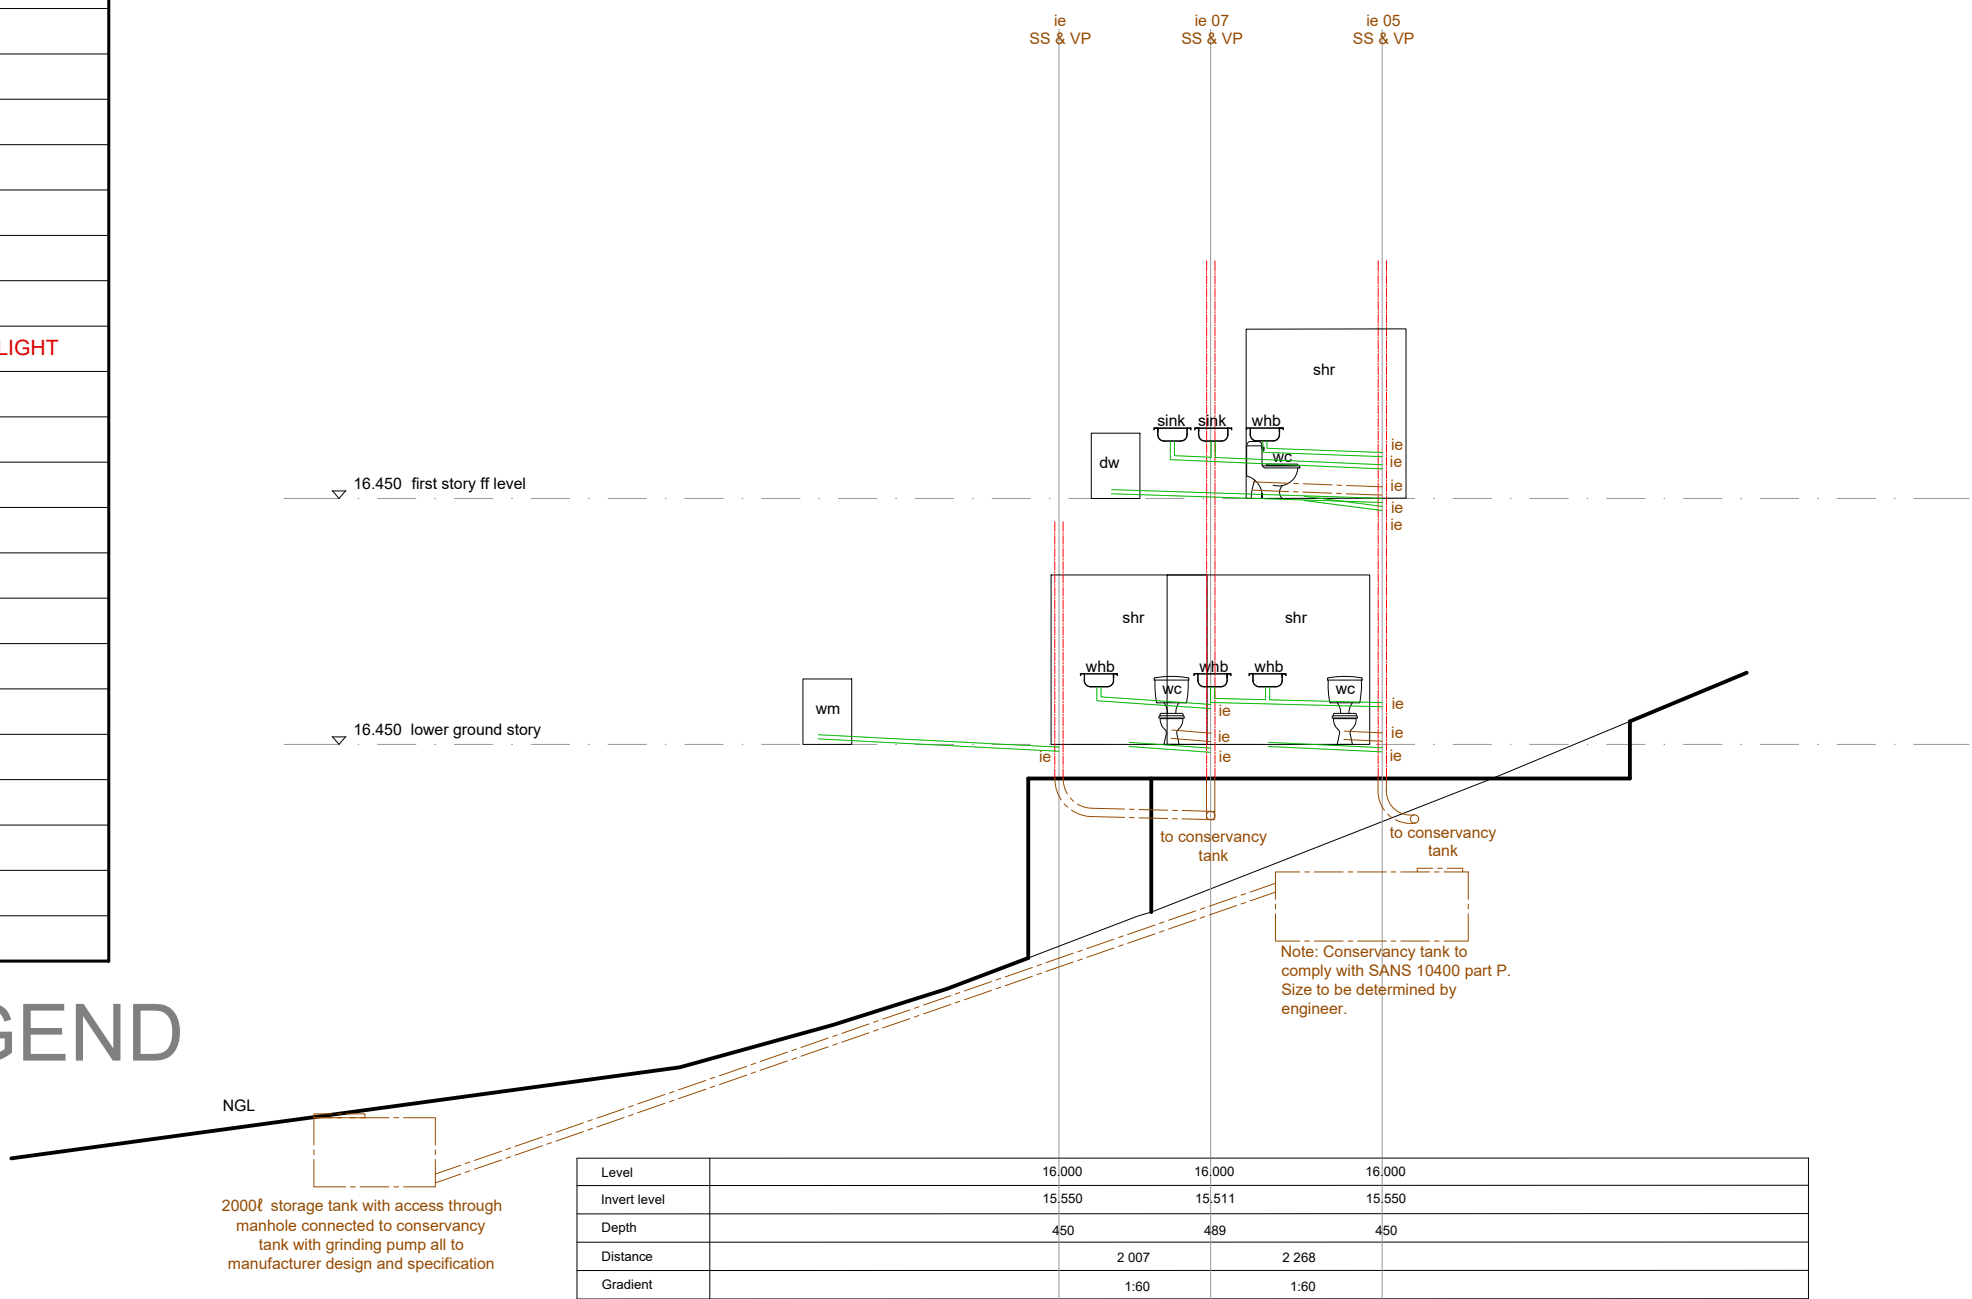 ie
SS & VP
ie 07
SS & VP
ie 05
SS & VP
LIGHT
shr
sink
sink
whb
ie
ie
wc
dw
16.450 first story ff level
ie
ie
ie
shr
shr
whb
whb
whb
wc
wc
wm
ie
ie
16.450 lower ground story
ie
ie
ie
ie
ie
to conservancy
tank
to conservancy
tank
Note: Conservancy tank to
comply with SANS 10400 part P.
Size to be determined by
engineer.
GEND
NGL
2000ℓ storage tank with access through
manhole connected to conservancy
tank with grinding pump all to
manufacturer design and specification
Level 16.000 16.000 16.000
Invert level 15.550 15.511 15.550
Depth 450 489 450
Distance 2 007 2 268
Gradient 1:60 1:60